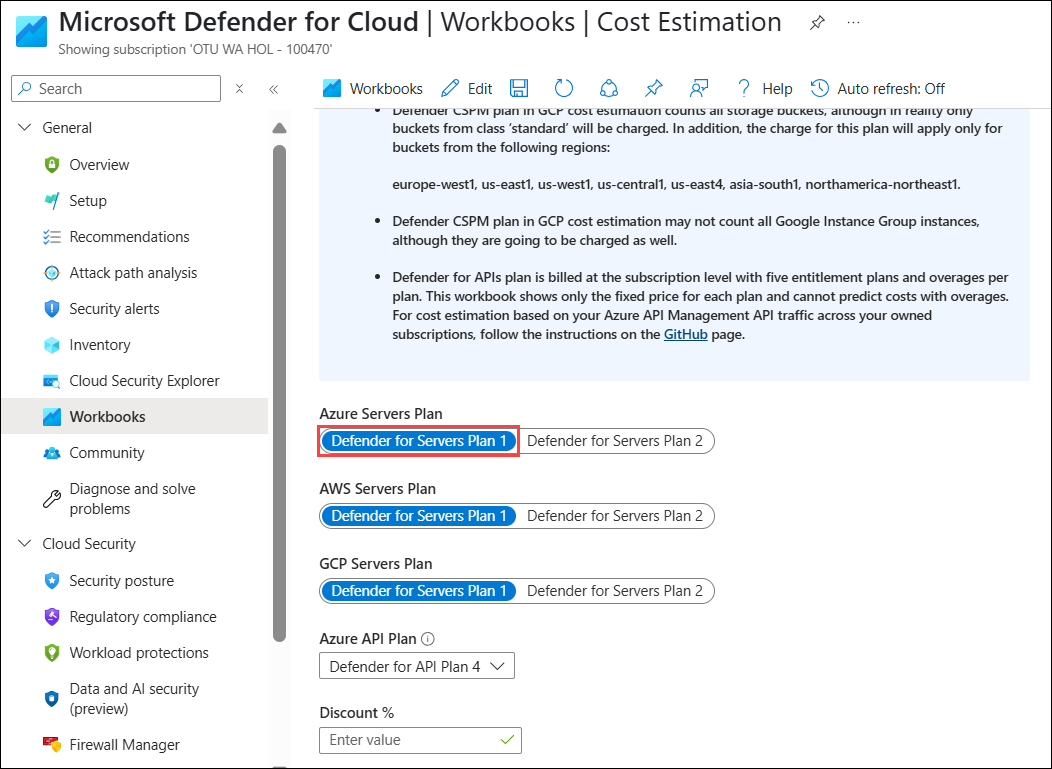 Microsoft Defender for Cloud | Workbooks | Cost Estimation
Showing subscription 'OTU WA HOL - 100470'
Search
General
Overview
Setup
Recommendations
Attack path analysis
Security alerts
Inventory
Cloud Security Explorer
Workbooks
Community
Diagnose and solve
problems
Cloud Security
Security posture
Regulatory compliance
Workload protections
Data and AI security
(preview)
Firewall Manager
Workbooks Edit Help Auto refresh: Off
• Defender CSPM plan in GCP cost estimation counts all storage buckets, although in reality only
buckets from class ‘standard’ will be charged. In addition, the charge for this plan will apply only for
buckets from the following regions:
europe-west1, us-east1, us-west1, us-central1, us-east4, asia-south1, northamerica-northeast1.
• Defender CSPM plan in GCP cost estimation may not count all Google Instance Group instances,
although they are going to be charged as well.
• Defender for APIs plan is billed at the subscription level with five entitlement plans and overages per
plan. This workbook shows only the fixed price for each plan and cannot predict costs with overages.
For cost estimation based on your Azure API Management API traffic across your owned
subscriptions, follow the instructions on the GitHub page.
Azure Servers Plan
Defender for Servers Plan 1 Defender for Servers Plan 2
AWS Servers Plan
Defender for Servers Plan 1 Defender for Servers Plan 2
GCP Servers Plan
Defender for Servers Plan 1 Defender for Servers Plan 2
Azure API Plan
Defender for API Plan 4
Discount %
Enter value